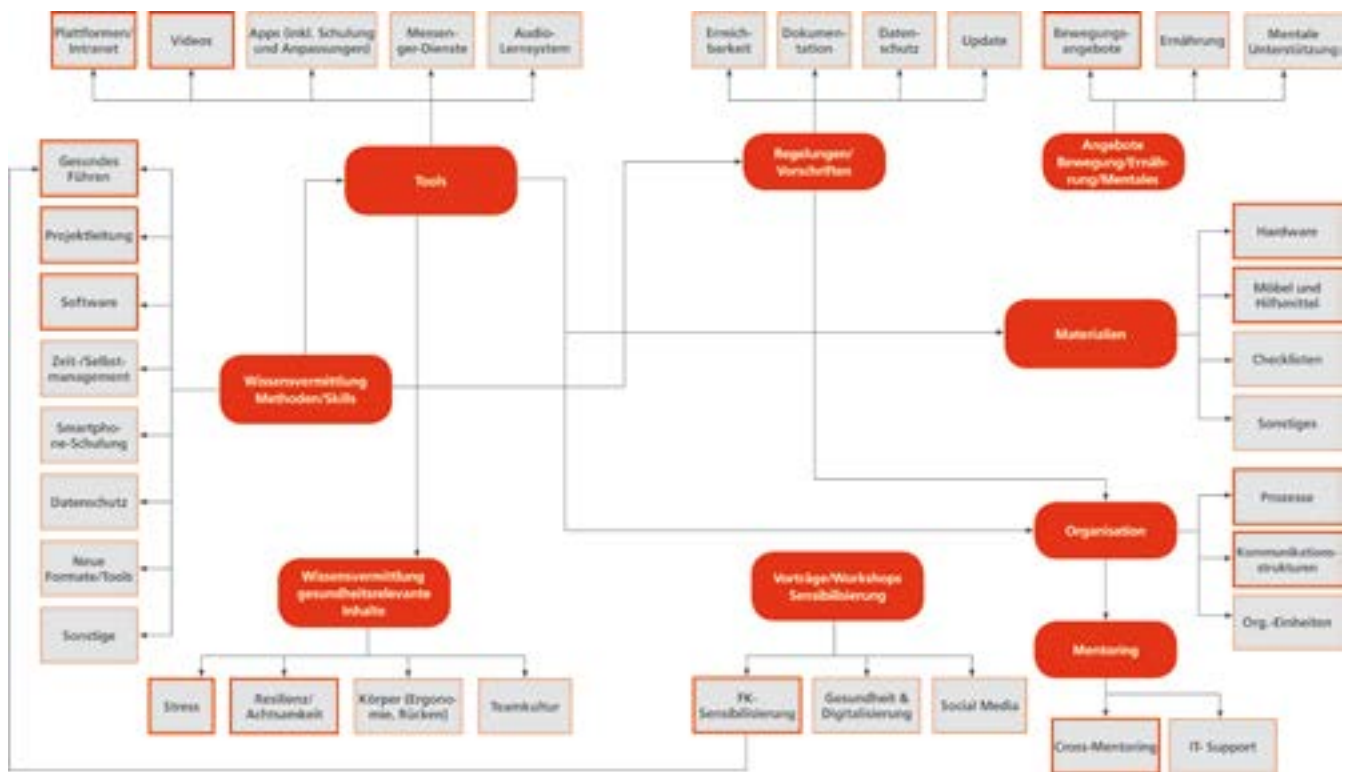 Plattformen/
Intranet
Videos
Apps (inkl. Schulung
und Anpassungen)
Messen-
ger-Dienste
Audio-
Lernsystem
Erreich-
barkeit
Dokumen-
tation
Daten-
schutz
Update
Bewegungs-
angebote
Ernährung
Mentale
Unterstützung
Tools
Regelungen/
Vorschriften
Angebote
Bewegung/Ernäh-
rung/Mentales
Gesundes
Führen
Projektleitung
Software
Zeit-/Selbst-
management
Smartpho-
ne-Schulung
Datenschutz
Neue
Formate/Tools
Sonstige
Wissensvermittlung
Methoden/Skills
Materialien
Hardware
Möbel und
Hilfsmittel
Checklisten
Sonstiges
Organisation
Prozesse
Kommunikations-
strukturen
Org.-Einheiten
Wissensvermittlung
gesundheitsrelevante
Inhalte
Vorträge/Workshops
Sensibilisierung
Mentoring
Stress
Resilienz/
Achtsamkeit
Körper (Ergono-
mie, Rücken)
Teamkultur
FK-
Sensibilisierung
Gesundheit &
Digitalisierung
Social Media
Cross-Mentoring
IT- Support